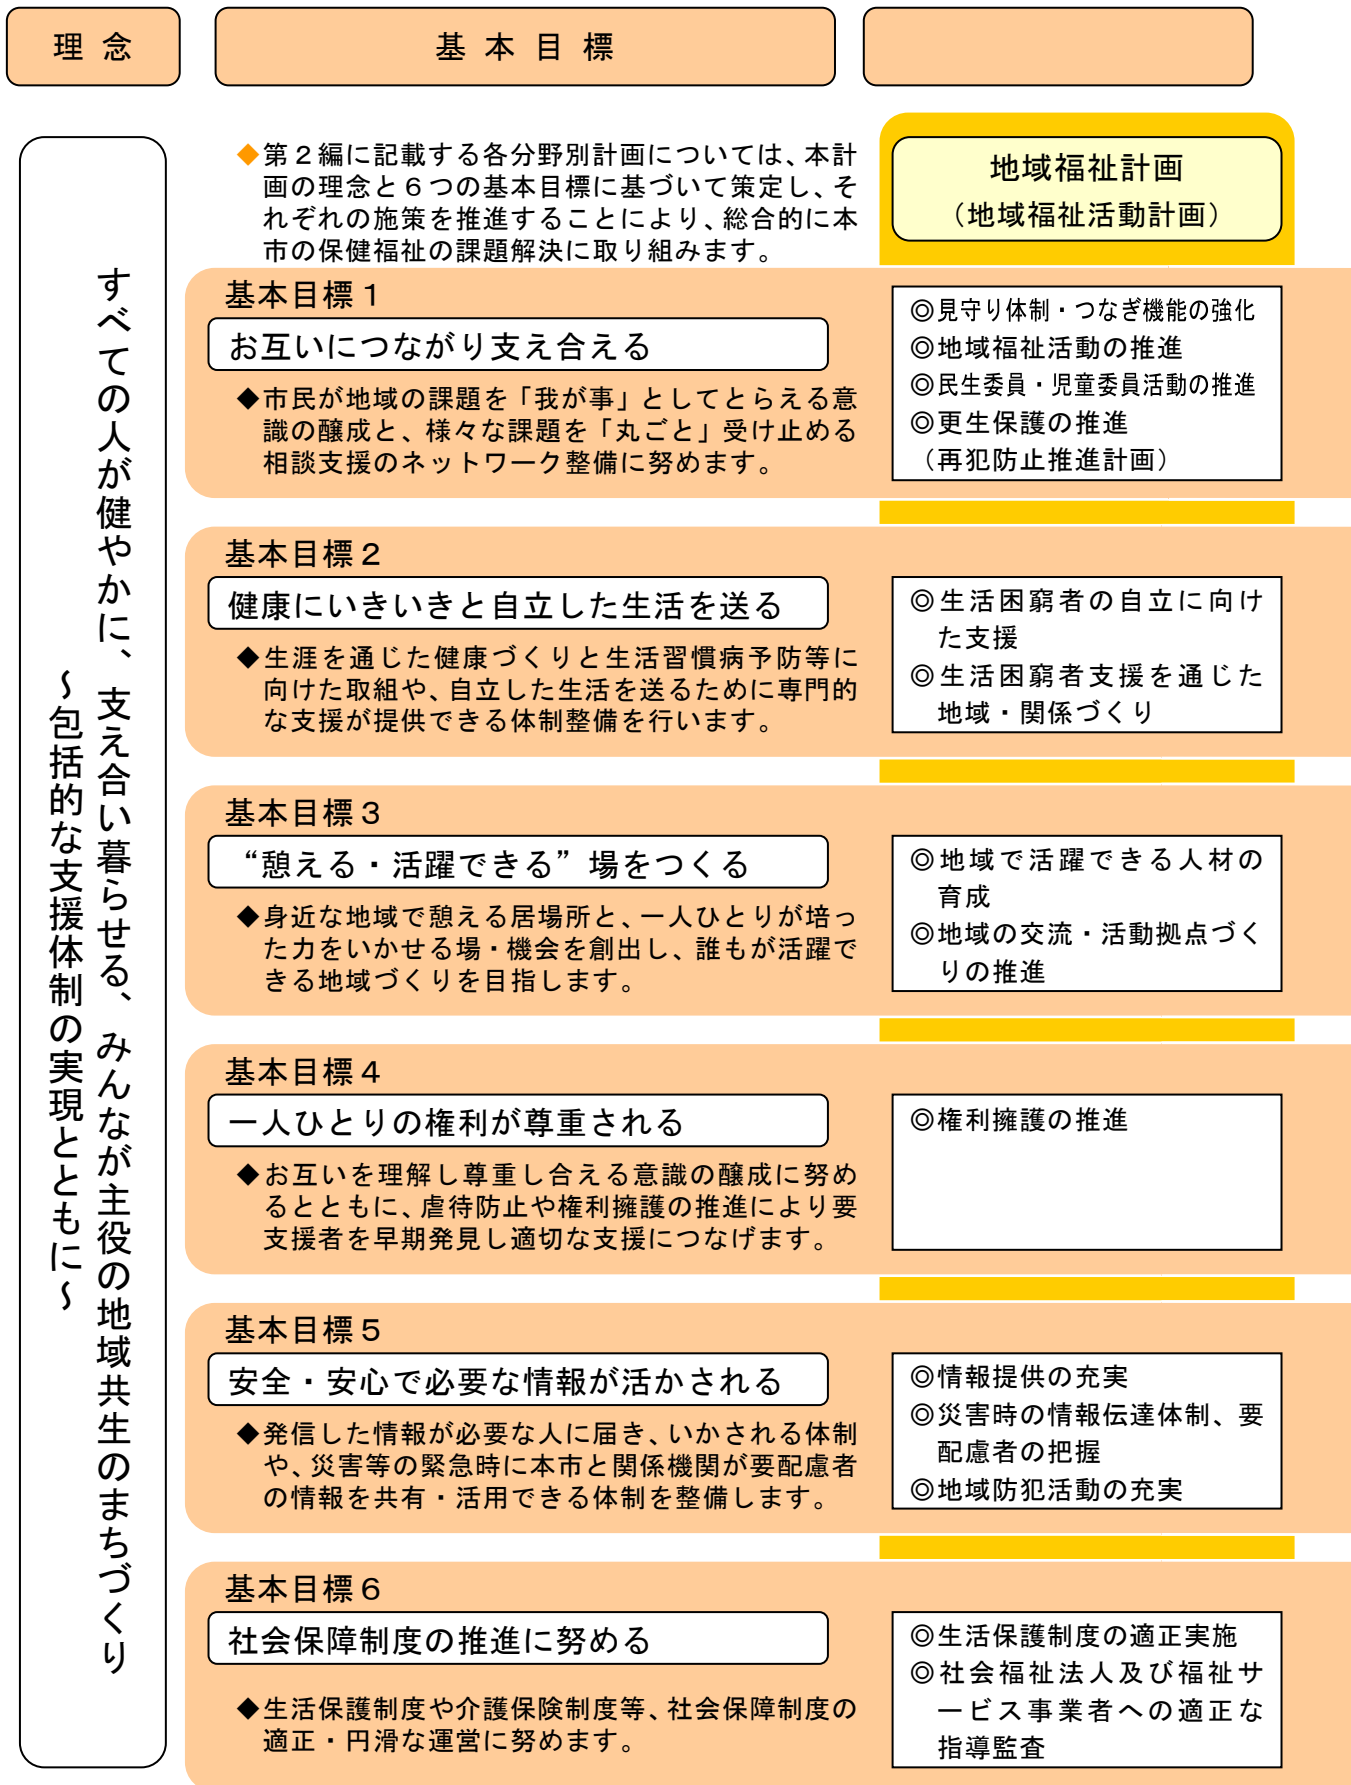 理念
基本目標
すべての人が健やかに、支え合い暮らせる、みんなが主役の地域共生のまちづくり
～包括的な支援体制の実現とともに～
◆第２編に記載する各分野別計画については、本計
画の理念と６つの基本目標に基づいて策定し、そ
れぞれの施策を推進することにより、総合的に本
市の保健福祉の課題解決に取り組みます。
地域福祉計画
（地域福祉活動計画）
基本目標１
お互いにつながり支え合える
◆市民が地域の課題を「我が事」としてとらえる意
識の醸成と、様々な課題を「丸ごと」受け止める
相談支援のネットワーク整備に努めます。
◎見守り体制・つなぎ機能の強化
◎地域福祉活動の推進
◎民生委員・児童委員活動の推進
◎更生保護の推進
（再犯防止推進計画）
基本目標２
健康にいきいきと自立した生活を送る
◆生涯を通じた健康づくりと生活習慣病予防等に
向けた取組や、自立した生活を送るために専門的
な支援が提供できる体制整備を行います。
◎生活困窮者の自立に向け
た支援
◎生活困窮者支援を通じた
地域・関係づくり
基本目標３
“憩える・活躍できる”場をつくる
◆身近な地域で憩える居場所と、一人ひとりが培っ
た力をいかせる場・機会を創出し、誰もが活躍で
きる地域づくりを目指します。
◎地域で活躍できる人材の
育成
◎地域の交流・活動拠点づく
りの推進
基本目標４
一人ひとりの権利が尊重される
◆お互いを理解し尊重し合える意識の醸成に努め
るとともに、虐待防止や権利擁護の推進により要
支援者を早期発見し適切な支援につなげます。
◎権利擁護の推進
基本目標５
安全・安心で必要な情報が活かされる
◆発信した情報が必要な人に届き、いかされる体制
や、災害等の緊急時に本市と関係機関が要配慮者
の情報を共有・活用できる体制を整備します。
◎情報提供の充実
◎災害時の情報伝達体制、要
配慮者の把握
◎地域防犯活動の充実
基本目標６
社会保障制度の推進に努める
◆生活保護制度や介護保険制度等、社会保障制度の
適正・円滑な運営に努めます。
◎生活保護制度の適正実施
◎社会福祉法人及び福祉サ
ービス事業者への適正な
指導監査